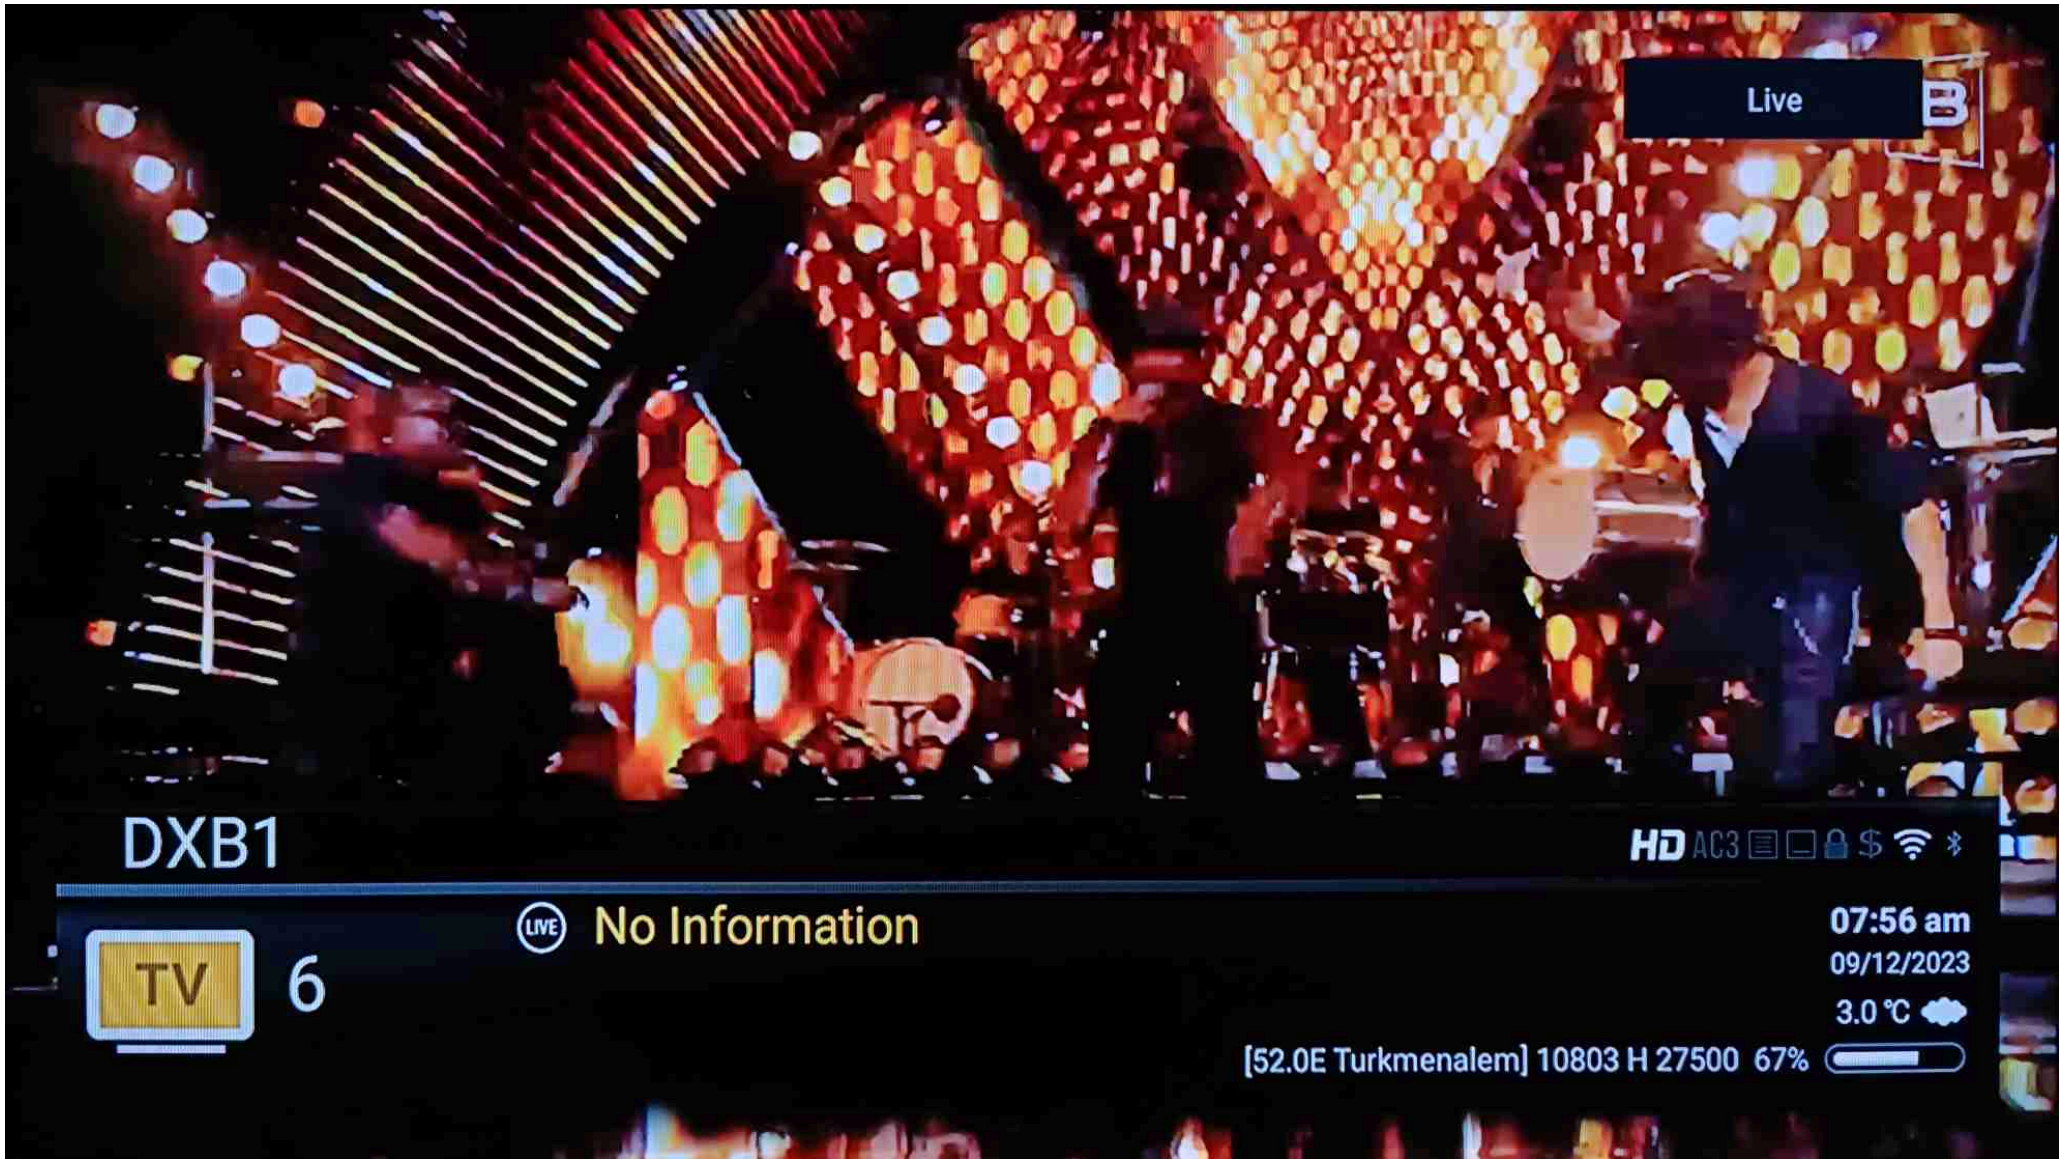 Live
B
DXB1
HD AC3 $
LIVE No Information
TV 6
07:56 am
09/12/2023
3.0 °C
[52.0E Turkmenalem] 10803 H 27500 67%